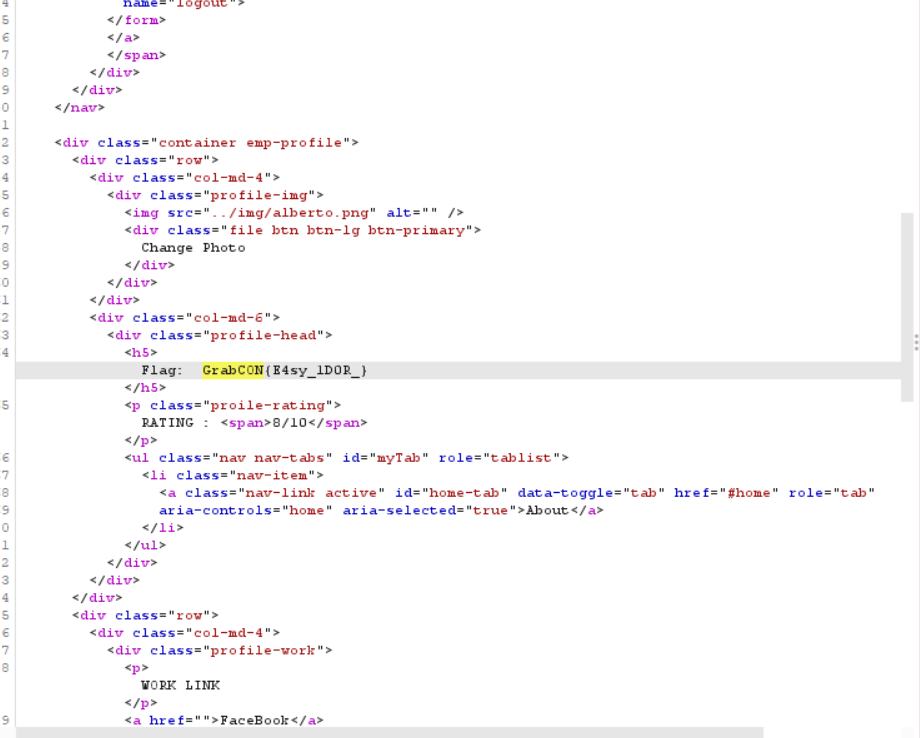 4 name="logout">
5 </form>
6 </a>
7 </span>
8 </div>
9 </div>
0 </nav>
1
2 <div class="container emp-profile">
3 <div class="row">
4 <div class="col-md-4">
5 <div class="profile-img">
6 <img src="../img/alberto.png" alt="" />
7 <div class="file btn btn-lg btn-primary">
8 Change Photo
9 </div>
0 </div>
1 </div>
2 <div class="col-md-6">
3 <div class="profile-head">
4 <h5>
Flag: GrabCON{E4sy_1D0R_}
</h5>
5 <p class="proile-rating">
RATING : <span>8/10</span>
</p>
6 <ul class="nav nav-tabs" id="myTab" role="tablist">
7 <li class="nav-item">
8 <a class="nav-link active" id="home-tab" data-toggle="tab" href="#home" role="tab"
9 aria-controls="home" aria-selected="true">About</a>
0 </li>
1 </ul>
2 </div>
3 </div>
4 </div>
5 <div class="row">
6 <div class="col-md-4">
7 <div class="profile-work">
8 <p>
WORK LINK
</p>
9 <a href="">FaceBook</a>